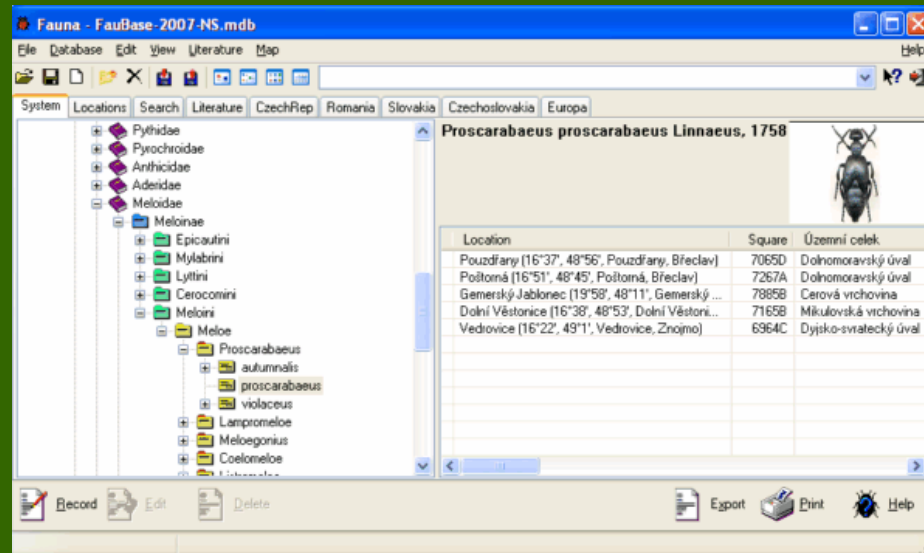 Fauna - FauBase-2007-NS.mdb
File Database Edit View Literature Map Help
System Locations Search Literature CzechRep Romania Slovakia Czechoslovakia Europa
Pythidae
Pyrochroidae
Anthicidae
Aderidae
Meloidae
Meloinae
Epicautini
Mylabrini
Lyttini
Cerocomini
Meloini
Meloe
Proscarabaeus
autumnalis
proscarabaeus
violaceus
Lampromeloe
Meloegonius
Coelomeloe
Proscarabaeus proscarabaeus Linnaeus, 1758
Location Square Územní celek
Pouzdřany (16°37', 48°56', Pouzdřany, Břeclav) 7065D Dolnomoravský úval
Poštorná (16°51', 48°45', Poštorná, Břeclav) 7267A Dolnomoravský úval
Gemerský Jablonec (19°58', 48°11', Gemerský ... 7885B Cerová vrchovina
Dolní Věstonice (16°38', 48°53', Dolní Věstoni... 7165B Mikulovská vrchovina
Vedrovice (16°22', 49°1', Vedrovice, Znojmo) 6964C Dyjsko-svratecký úval
Record Edit Delete Export Print Help